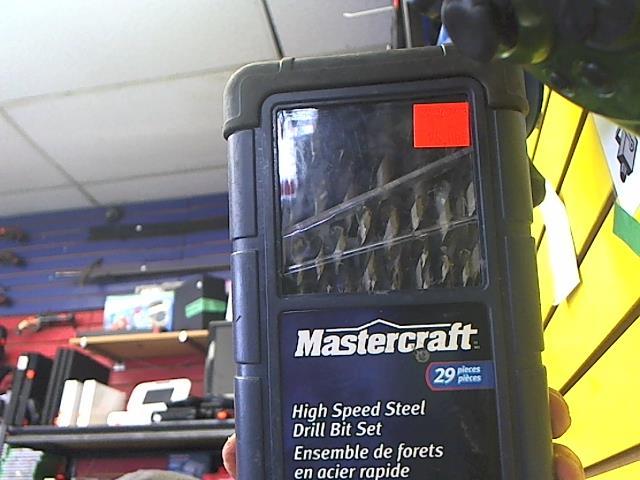 Mastercraft
29 pieces
pièces
High Speed Steel
Drill Bit Set
Ensemble de forets
en acier rapide